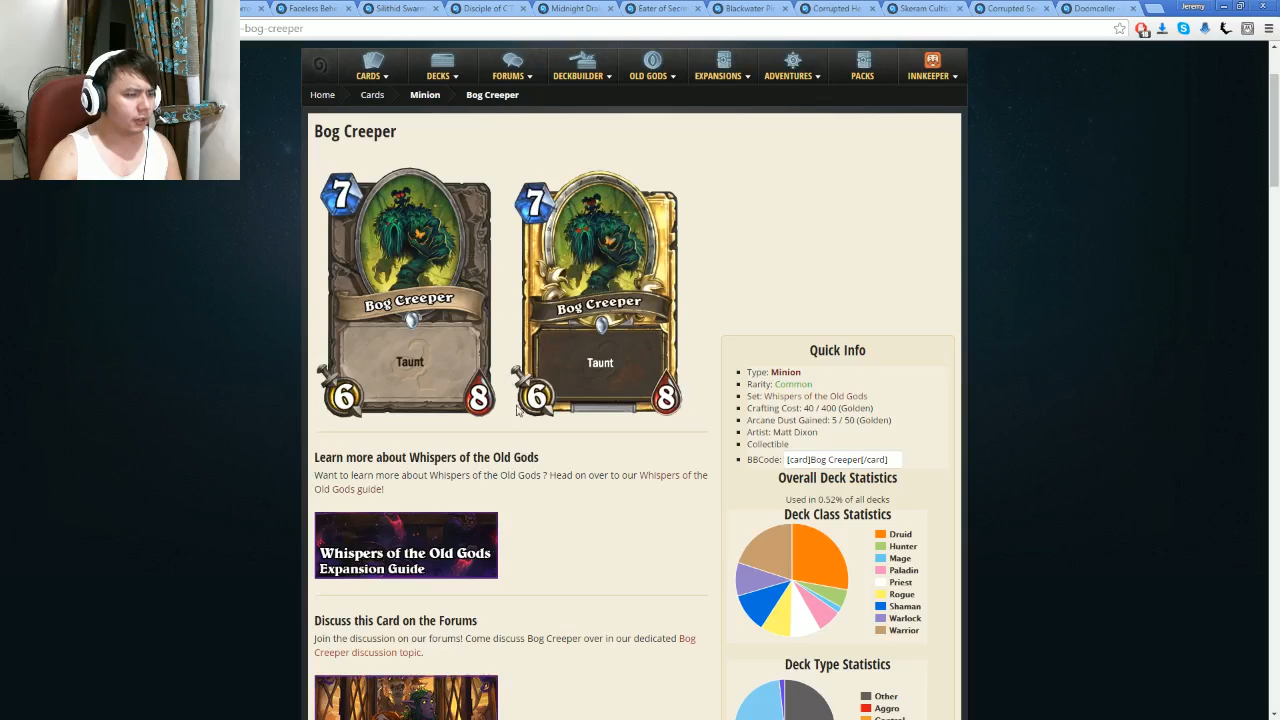 Faceless Behe
Silithid Swarm
Disciple of C'T
Midnight Dra
Eater of Secre
Blackwater Pi
Corrupted He
Skeram Cultis
Corrupted Se
Doomcaller
Jeremy
-bog-creeper
CARDS
DECKS
FORUMS
DECKBUILDER
OLD GODS
EXPANSIONS
ADVENTURES
PACKS
INNKEEPER
Home
Cards
Minion
Bog Creeper
Bog Creeper
7
7
Bog Creeper
Bog Creeper
Taunt
Taunt
6
8
6
8
Quick Info
Type: Minion
Rarity: Common
Set: Whispers of the Old Gods
Crafting Cost: 40 / 400 (Golden)
Arcane Dust Gained: 5 / 50 (Golden)
Artist: Matt Dixon
Collectible
BBCode: [card]Bog Creeper[/card]
Overall Deck Statistics
Used in 0.52% of all decks
Deck Class Statistics
Druid
Hunter
Mage
Paladin
Priest
Rogue
Shaman
Warlock
Warrior
Deck Type Statistics
Other
Aggro
Learn more about Whispers of the Old Gods
Want to learn more about Whispers of the Old Gods ? Head on over to our Whispers of the
Old Gods guide!
Whispers of the Old Gods
Expansion Guide
Discuss this Card on the Forums
Join the discussion on our forums! Come discuss Bog Creeper over in our dedicated Bog
Creeper discussion topic.